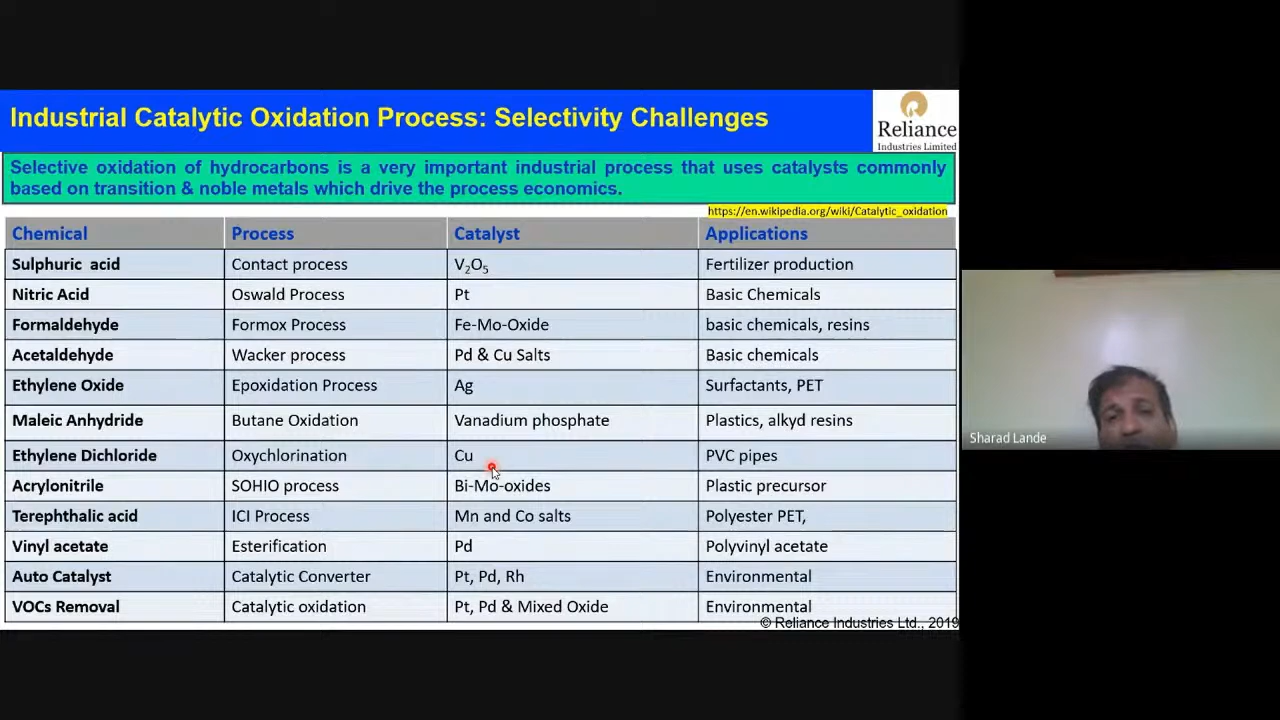 Industrial Catalytic Oxidation Process: Selectivity Challenges
Reliance
Industries Limited
Selective oxidation of hydrocarbons is a very important industrial process that uses catalysts commonly
based on transition & noble metals which drive the process economics.
https://en.wikipedia.org/wiki/Catalytic_oxidation
Chemical Process Catalyst Applications
Sulphuric acid Contact process V₂O₅ Fertilizer production
Nitric Acid Oswald Process Pt Basic Chemicals
Formaldehyde Formox Process Fe-Mo-Oxide basic chemicals, resins
Acetaldehyde Wacker process Pd & Cu Salts Basic chemicals
Ethylene Oxide Epoxidation Process Ag Surfactants, PET
Maleic Anhydride Butane Oxidation Vanadium phosphate Plastics, alkyd resins
Ethylene Dichloride Oxychlorination Cu PVC pipes
Acrylonitrile SOHIO process Bi-Mo-oxides Plastic precursor
Terephthalic acid ICI Process Mn and Co salts Polyester PET,
Vinyl acetate Esterification Pd Polyvinyl acetate
Auto Catalyst Catalytic Converter Pt, Pd, Rh Environmental
VOCs Removal Catalytic oxidation Pt, Pd & Mixed Oxide Environmental
© Reliance Industries Ltd., 2019
Sharad Lande